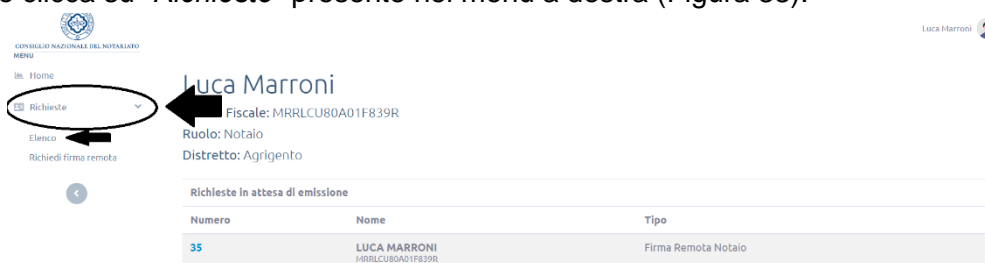 e clicca su "Richieste" presente nel menu a destra (Figura
CONSIGLIO NAZIONALE DEL NOTARIATO
MENU
Luca Marroni
Home
Richieste
Elenco
Richiedi firma remota
Luca Marroni
Fiscale: MRRLCU80A01F839R
Ruolo: Notaio
Distretto: Agrigento
Richieste in attesa di emissione
Numero Nome Tipo
35 LUCA MARRONI Firma Remota Notaio
MRRLCU80A01F839R